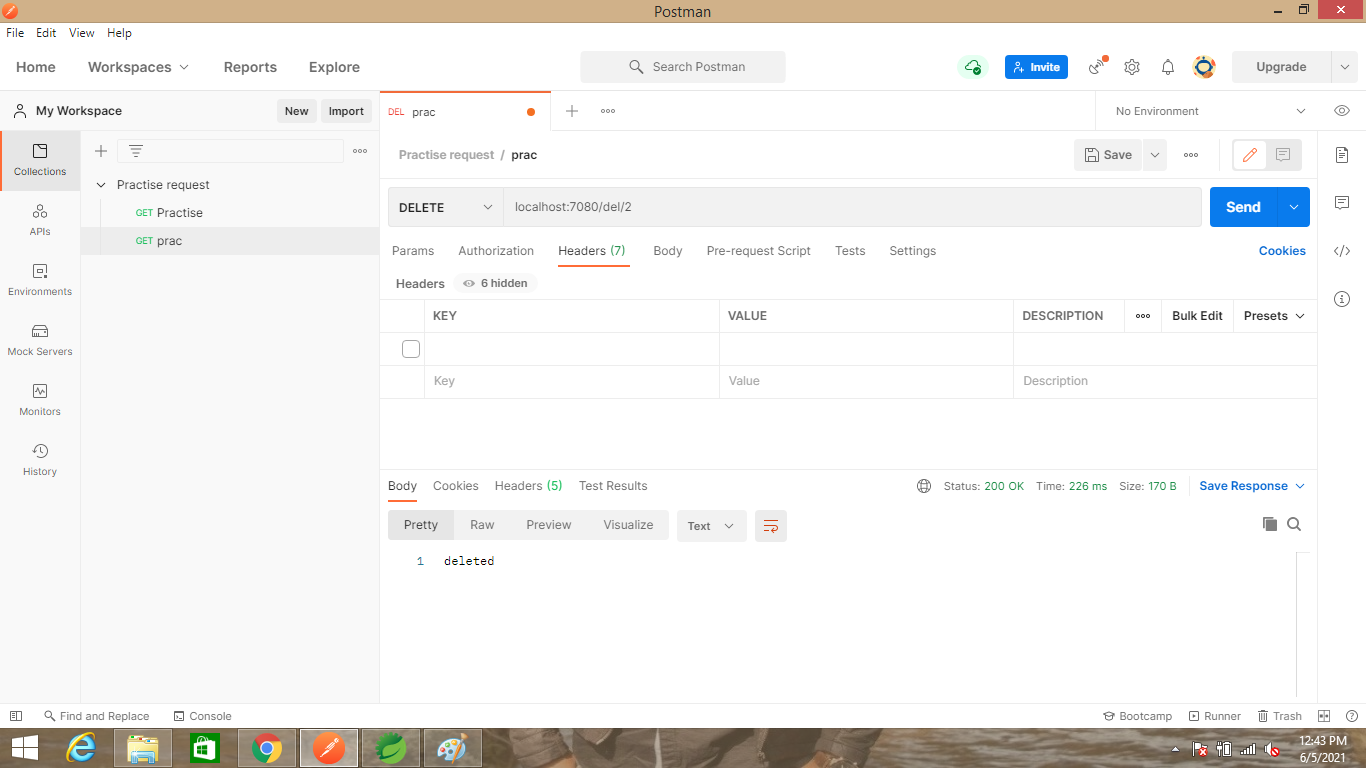 Postman
File Edit View Help
Home Workspaces Reports Explore Search Postman Invite Upgrade
My Workspace New Import DEL prac No Environment
Collections
APIs
Environments
Mock Servers
Monitors
History
Practise request
GET Practise
GET prac
Practise request / prac Save
DELETE localhost:7080/del/2 Send
Params Authorization Headers (7) Body Pre-request Script Tests Settings Cookies
Headers 6 hidden
KEY VALUE DESCRIPTION Bulk Edit Presets
Key Value Description
Body Cookies Headers (5) Test Results Status: 200 OK Time: 226 ms Size: 170 B Save Response
Pretty Raw Preview Visualize Text
1 deleted
Find and Replace Console Bootcamp Runner Trash
12:43 PM
6/5/2021